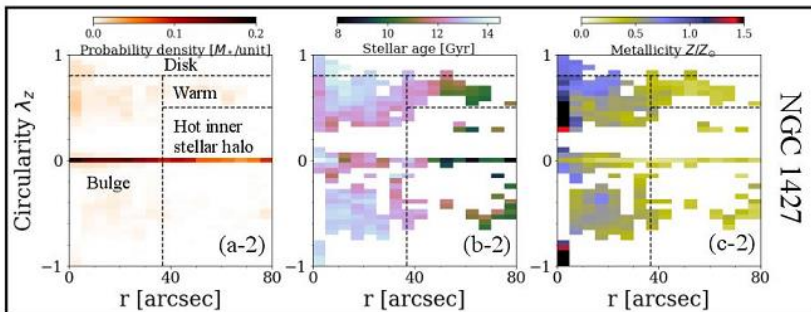 0.0 0.1 0.2
Probability density [M*/unit]
8 10 12 14
Stellar age [Gyr]
0.0 0.5 1.0 1.5
Metallicity Z/Z⊙
Circularity λz
1
0
−1
Disk
Warm
Hot inner
stellar halo
Bulge
(a-2)
(b-2)
(c-2)
0 40 80
0 40 80
0 40 80
r [arcsec]
r [arcsec]
r [arcsec]
NGC 1427